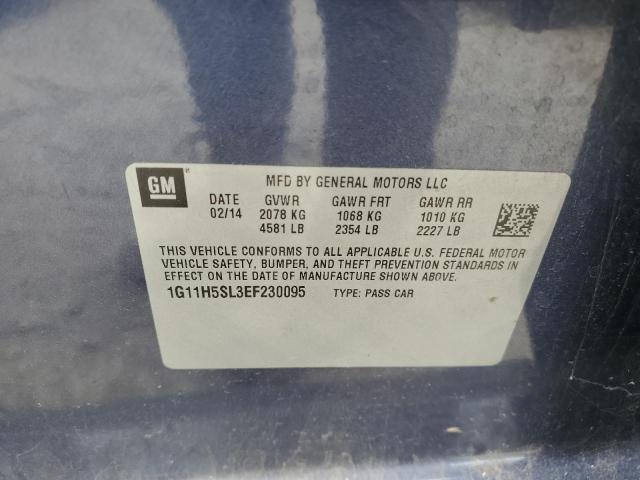 GM
MFD BY GENERAL MOTORS LLC
DATE GVWR GAWR FRT GAWR RR
02/14 2078 KG 1068 KG 1010 KG
4581 LB 2354 LB 2227 LB
THIS VEHICLE CONFORMS TO ALL APPLICABLE U.S. FEDERAL MOTOR
VEHICLE SAFETY, BUMPER, AND THEFT PREVENTION STANDARDS IN
EFFECT ON THE DATE OF MANUFACTURE SHOWN ABOVE.
1G11H5SL3EF230095 TYPE: PASS CAR